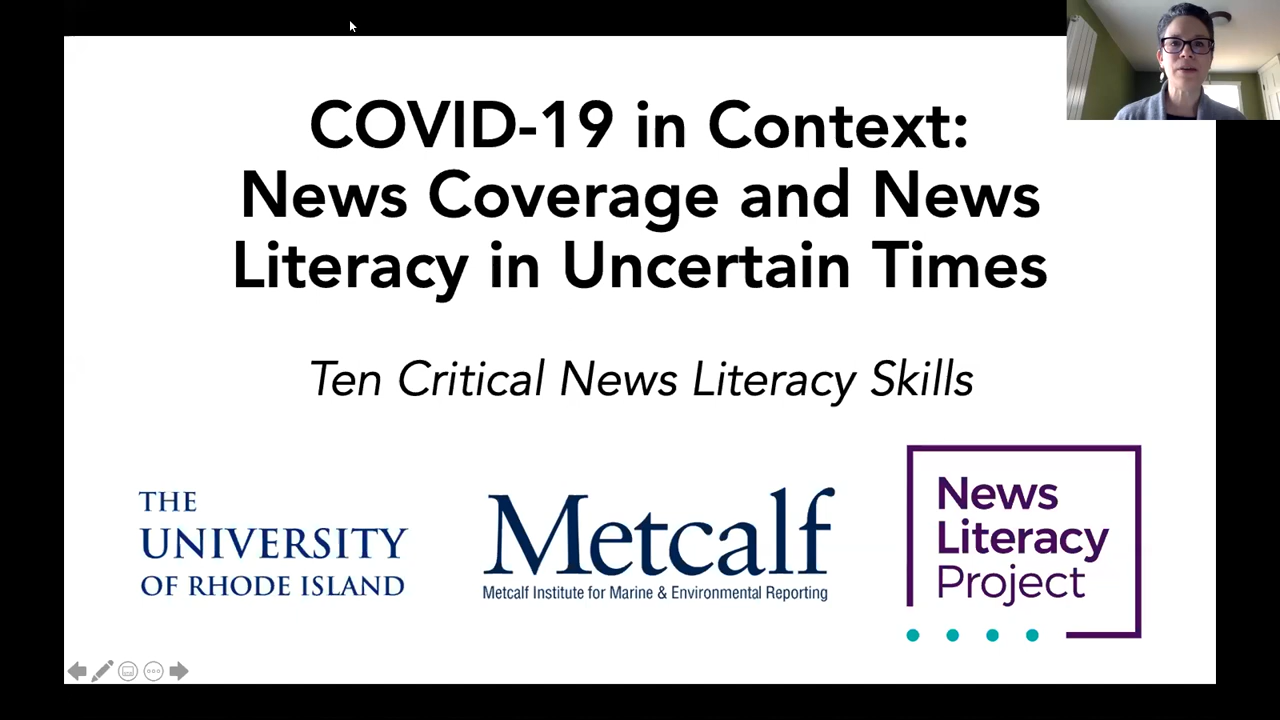 COVID-19 in Context:
News Coverage and News
Literacy in Uncertain Times
Ten Critical News Literacy Skills
THE
UNIVERSITY
OF RHODE ISLAND
Metcalf
Metcalf Institute for Marine & Environmental Reporting
News
Literacy
Project